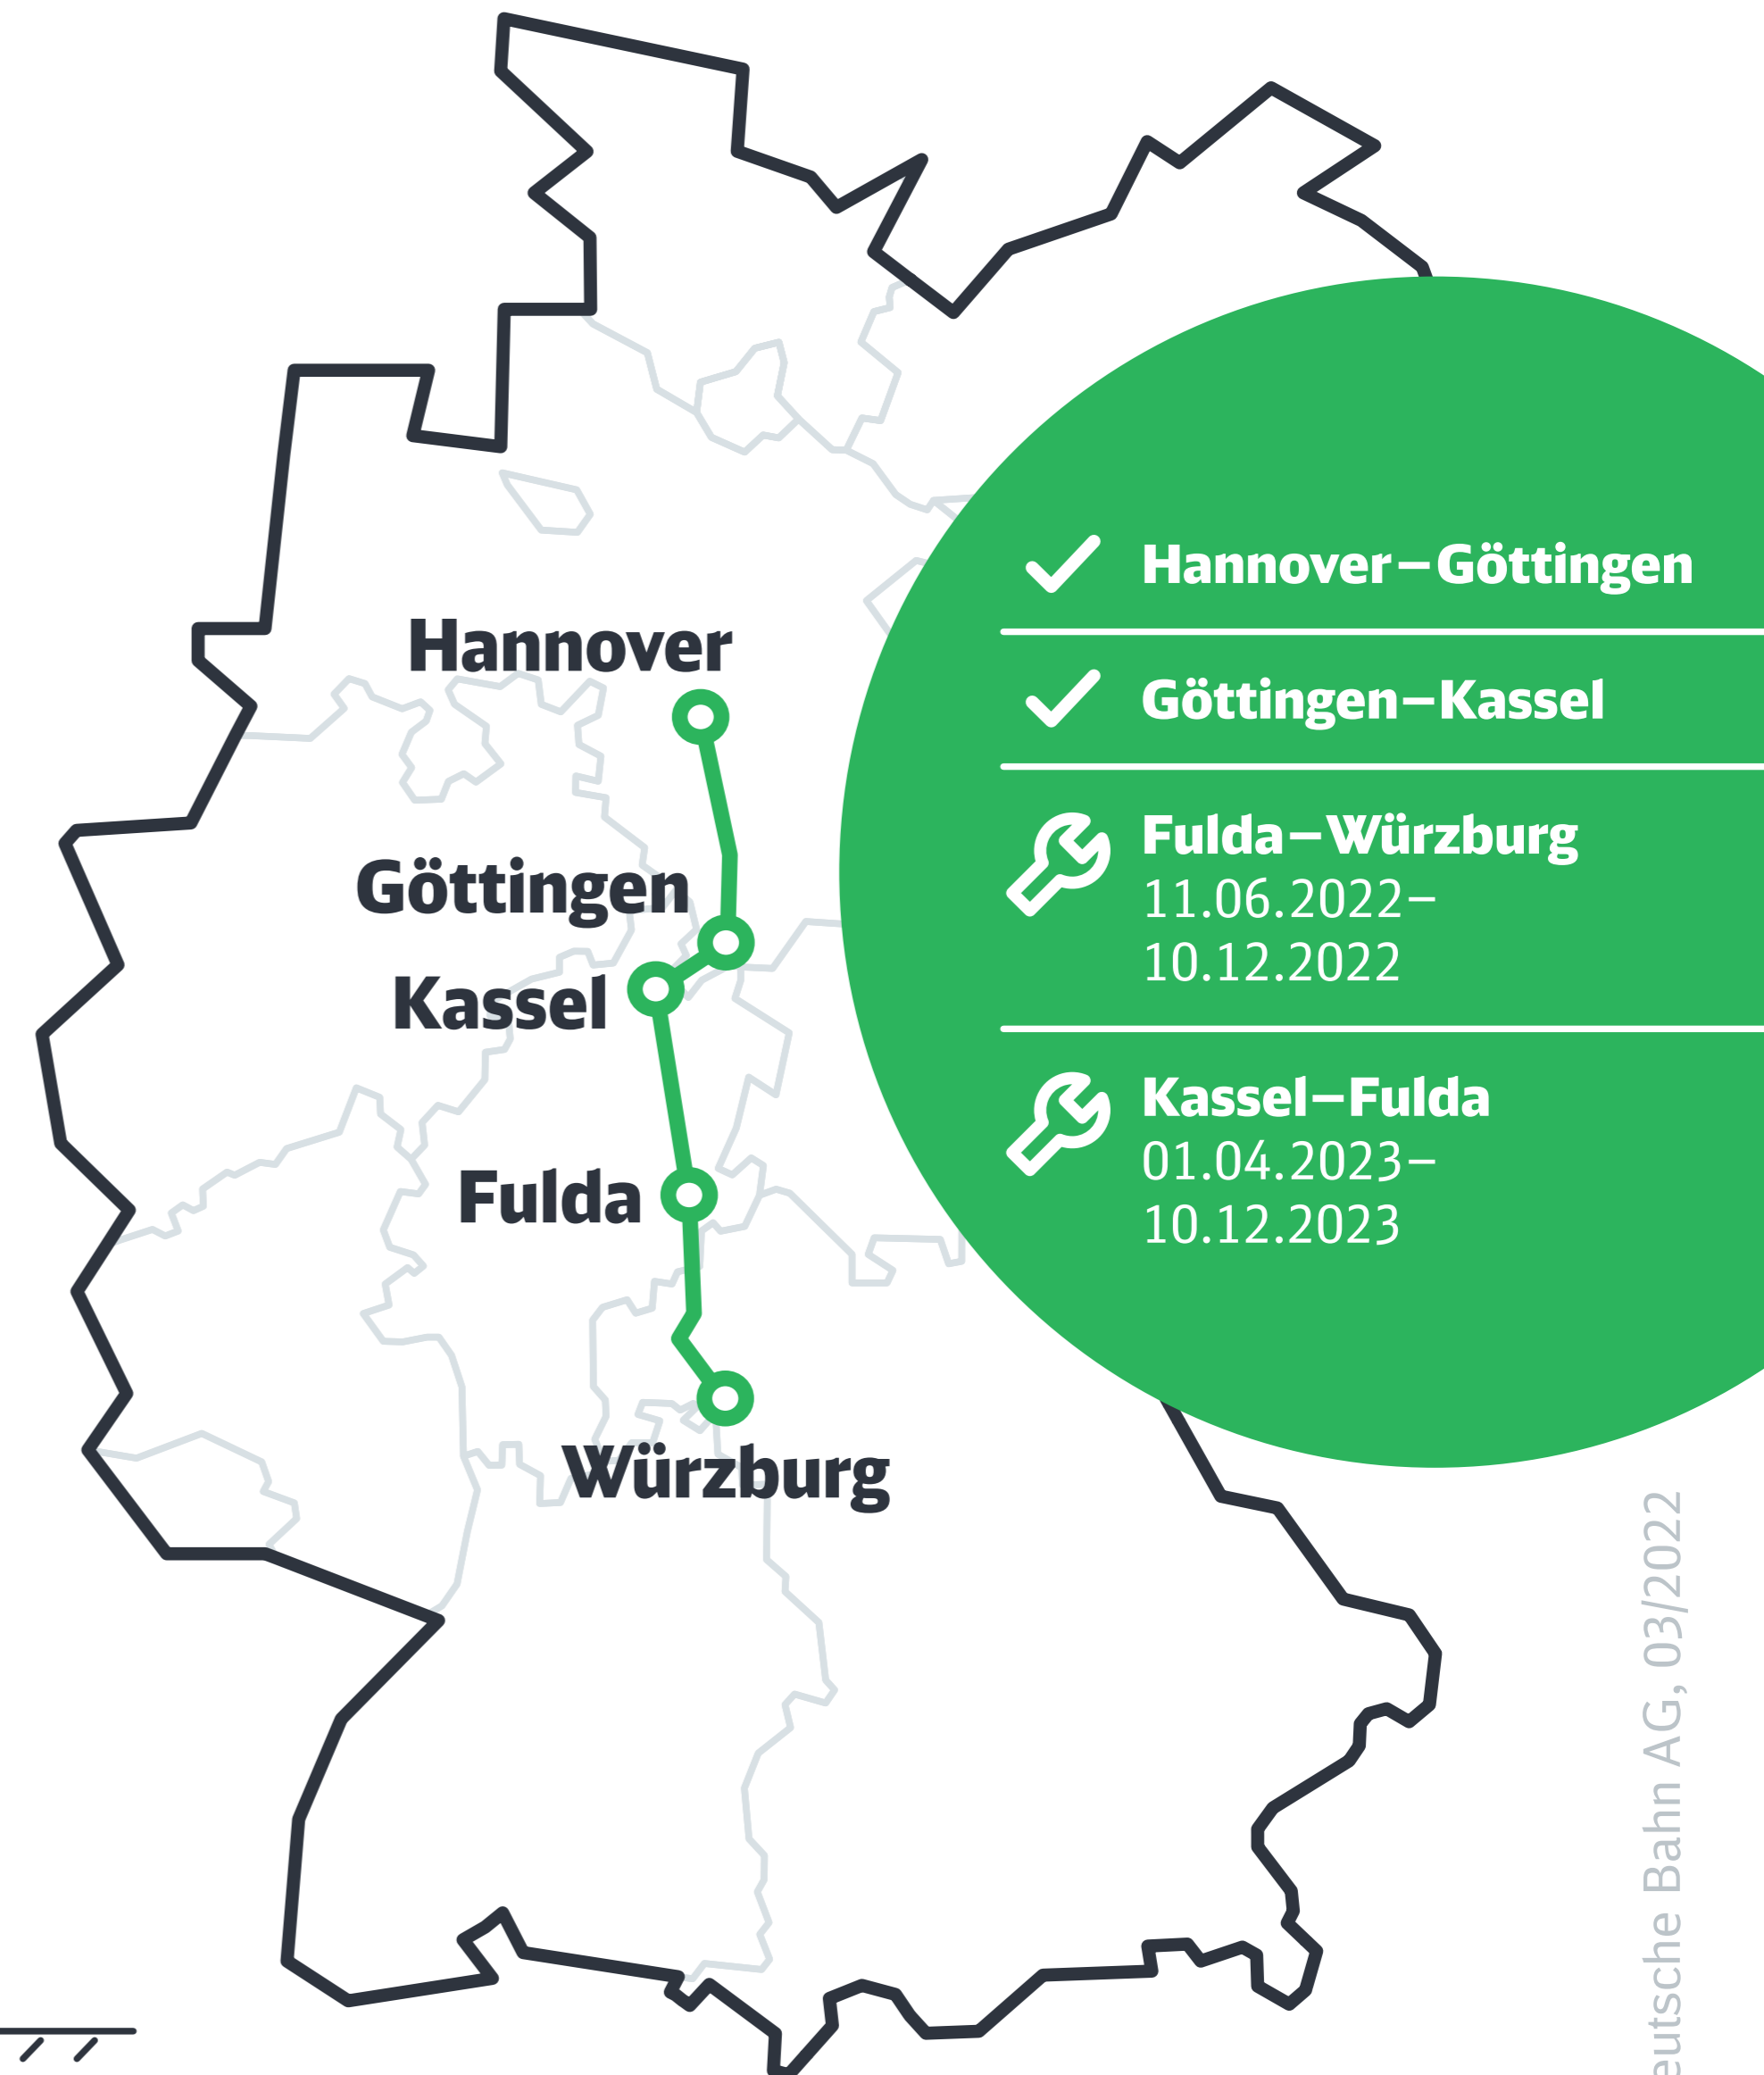 Hannover
Göttingen
Kassel
Fulda
Würzburg
Hannover–Göttingen
Göttingen–Kassel
Fulda–Würzburg
11.06.2022–
10.12.2022
Kassel–Fulda
01.04.2023–
10.12.2023
eutsche Bahn AG, 03/2022